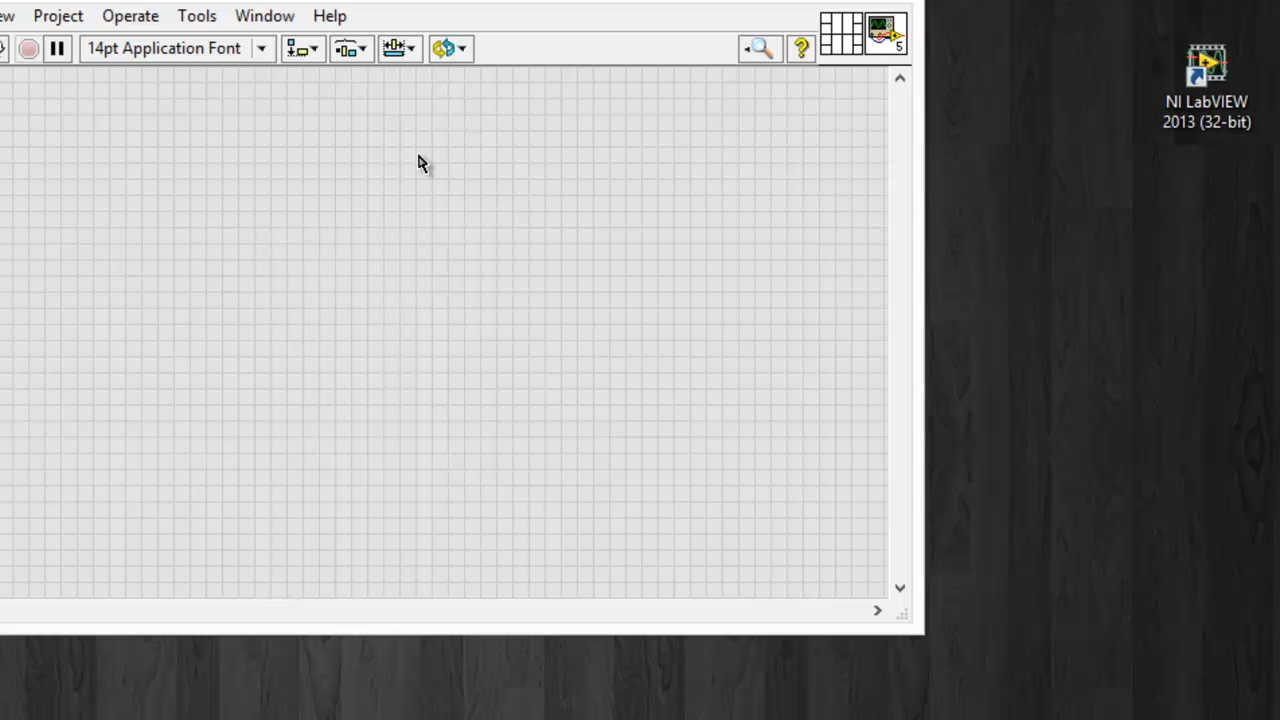 ew Project Operate Tools Window Help
14pt Application Font
?
5
NI LabVIEW
2013 (32-bit)